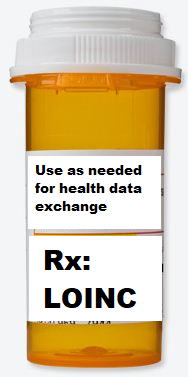 Use as needed
for health data
exchange
Rx:
LOINC